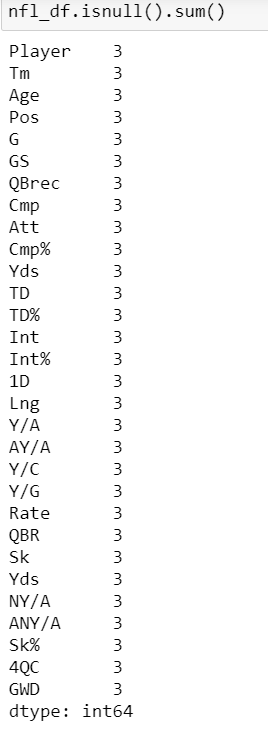 nfl_df.isnull().sum()
Player 3
Tm 3
Age 3
Pos 3
G 3
GS 3
QBrec 3
Cmp 3
Att 3
Cmp% 3
Yds 3
TD 3
TD% 3
Int 3
Int% 3
1D 3
Lng 3
Y/A 3
AY/A 3
Y/C 3
Y/G 3
Rate 3
QBR 3
Sk 3
Yds 3
NY/A 3
ANY/A 3
Sk% 3
4QC 3
GWD 3
dtype: int64